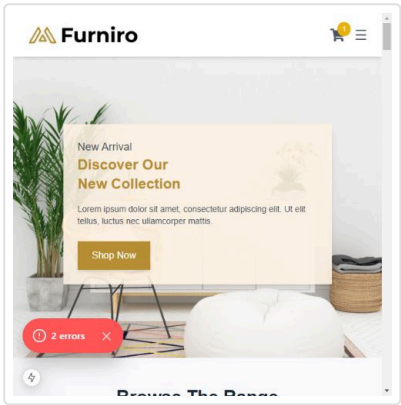 Furniro
1
New Arrival
Discover Our
New Collection
Lorem ipsum dolor sit amet, consectetur adipiscing elit. Ut elit
tellus, luctus nec ullamcorper mattis.
Shop Now
2 errors
Browse The Range